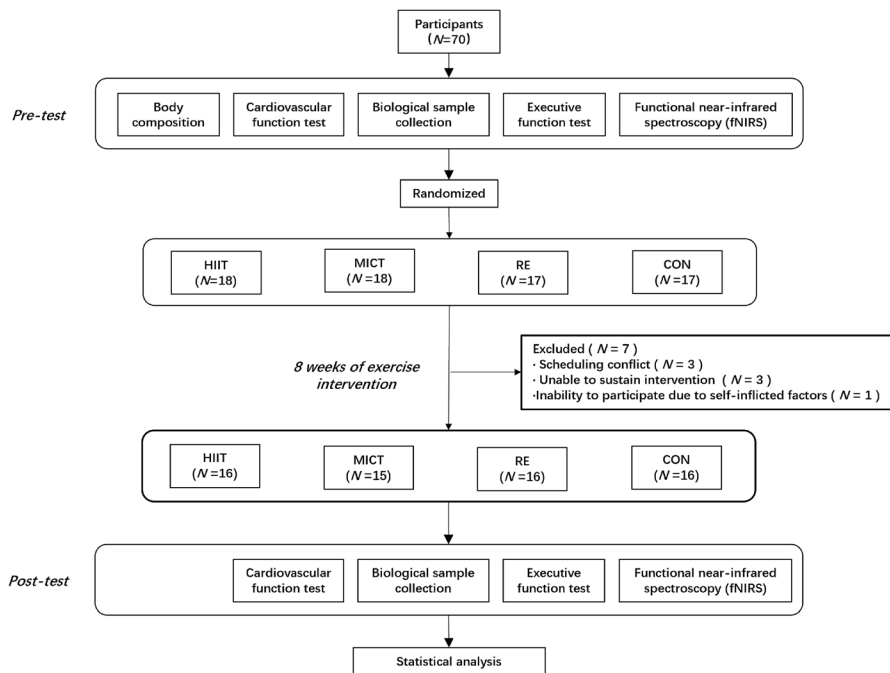 Participants
(N=70)
Pre-test
Body
composition
Cardiovascular
function test
Biological sample
collection
Executive
function test
Functional near-infrared
spectroscopy (fNIRS)
Randomized
HIIT
(N=18)
MICT
(N=18)
RE
(N=17)
CON
(N=17)
8 weeks of exercise
intervention
Excluded ( N = 7 )
· Scheduling conflict ( N = 3 )
· Unable to sustain intervention ( N = 3 )
·Inability to participate due to self-inflicted factors ( N = 1 )
HIIT
(N=16)
MICT
(N=15)
RE
(N=16)
CON
(N=16)
Post-test
Cardiovascular
function test
Biological sample
collection
Executive
function test
Functional near-infrared
spectroscopy (fNIRS)
Statistical analysis